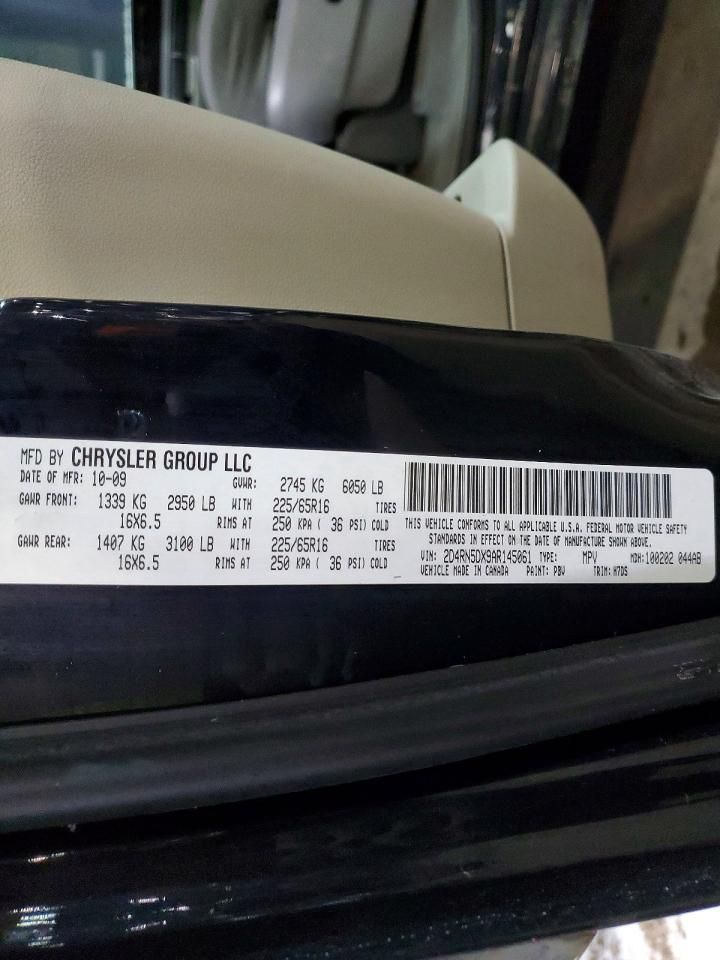 MFD BY CHRYSLER GROUP LLC
DATE OF MFR: 10-09 GVWR: 2745 KG 6050 LB
GAWR FRONT: 1339 KG 2950 LB WITH 225/65R16 TIRES
16X6.5 RIMS AT 250 KPA ( 36 PSI) COLD
GAWR REAR: 1407 KG 3100 LB WITH 225/65R16 TIRES
16X6.5 RIMS AT 250 KPA ( 36 PSI) COLD
THIS VEHICLE CONFORMS TO ALL APPLICABLE U.S.A. FEDERAL MOTOR VEHICLE SAFETY
STANDARDS IN EFFECT ON THE DATE OF MANUFACTURE SHOWN ABOVE.
VIN: 2D4RN5DX9AR145061 TYPE: MPV MDH:100202 044AB
VEHICLE MADE IN CANADA PAINT: PBV TRIM: H7DS